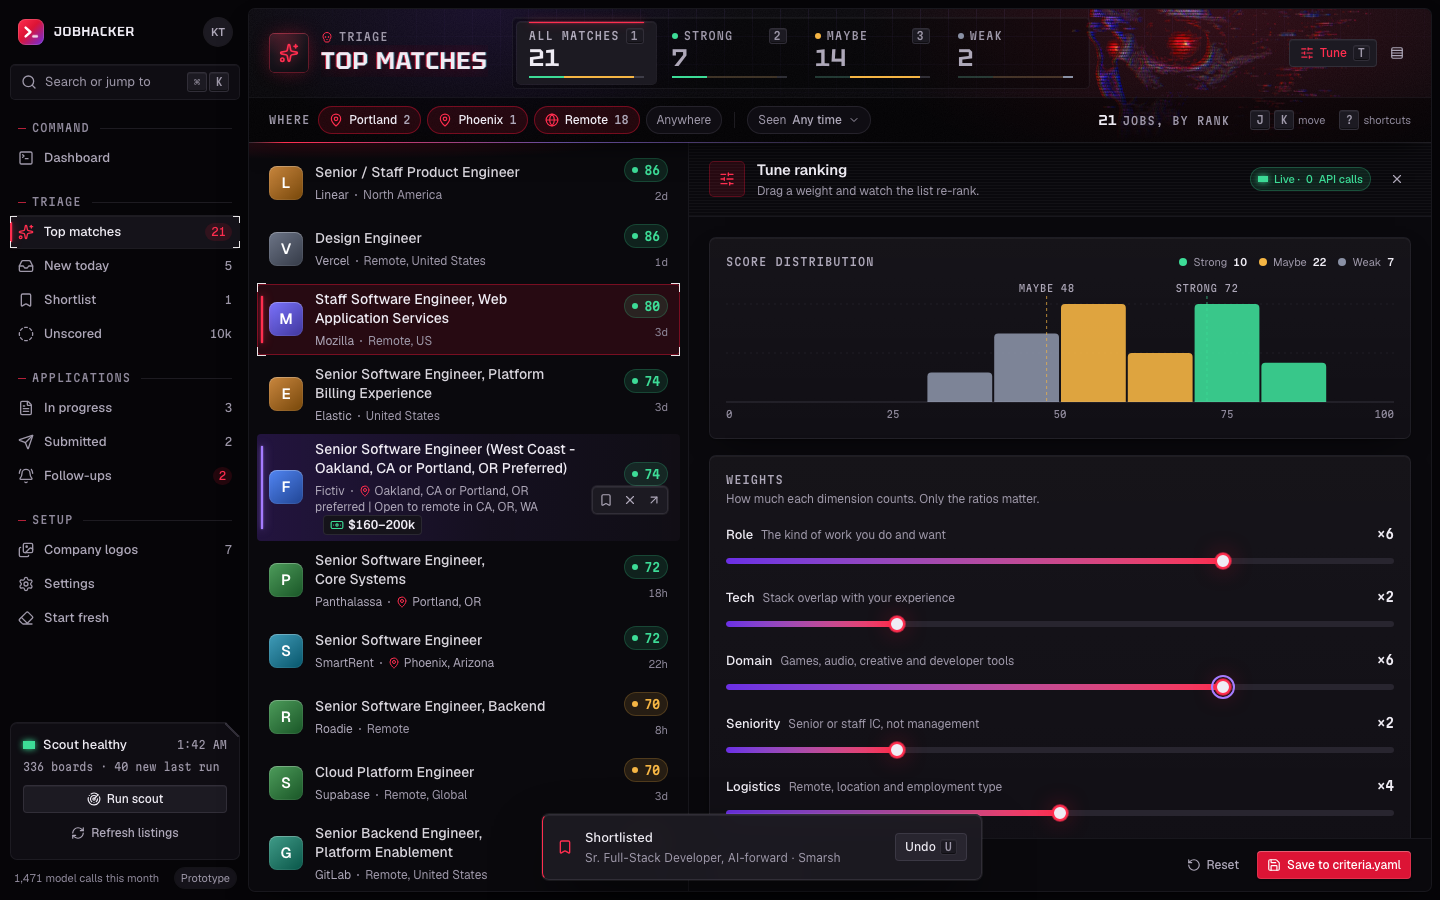 JOBHACKER
KT
Search or jump to
⌘ K
COMMAND
Dashboard
TRIAGE
Top matches 21
New today 5
Shortlist 1
Unscored 10k
APPLICATIONS
In progress 3
Submitted 2
Follow-ups 2
SETUP
Company logos 7
Settings
Start fresh
Scout healthy 1:42 AM
336 boards · 40 new last run
Run scout
Refresh listings
1,471 model calls this month
Prototype
TRIAGE
TOP MATCHES
ALL MATCHES 1
21
STRONG 2
7
MAYBE 3
14
WEAK
2
Tune T
WHERE
Portland 2
Phoenix 1
Remote 18
Anywhere
Seen Any time
21 JOBS, BY RANK
J K move
? shortcuts
L
Senior / Staff Product Engineer
Linear · North America
86
2d
V
Design Engineer
Vercel · Remote, United States
86
1d
M
Staff Software Engineer, Web
Application Services
Mozilla · Remote, US
80
3d
E
Senior Software Engineer, Platform
Billing Experience
Elastic · United States
74
3d
F
Senior Software Engineer (West Coast -
Oakland, CA or Portland, OR Preferred)
Fictiv · Oakland, CA or Portland, OR
preferred | Open to remote in CA, OR, WA
$160–200k
74
P
Senior Software Engineer,
Core Systems
Panthalassa · Portland, OR
72
18h
S
Senior Software Engineer
SmartRent · Phoenix, Arizona
72
22h
R
Senior Software Engineer, Backend
Roadie · Remote
70
8h
S
Cloud Platform Engineer
Supabase · Remote, Global
70
3d
G
Senior Backend Engineer,
Platform Enablement
GitLab · Remote, United States
Tune ranking
Drag a weight and watch the list re-rank.
Live · 0 API calls
SCORE DISTRIBUTION
Strong 10 Maybe 22 Weak 7
MAYBE 48
STRONG 72
0 25 50 75 100
WEIGHTS
How much each dimension counts. Only the ratios matter.
Role The kind of work you do and want ×6
Tech Stack overlap with your experience ×2
Domain Games, audio, creative and developer tools ×6
Seniority Senior or staff IC, not management ×2
Logistics Remote, location and employment type ×4
Shortlisted
Sr. Full-Stack Developer, AI-forward · Smarsh
Undo U
Reset
Save to criteria.yaml